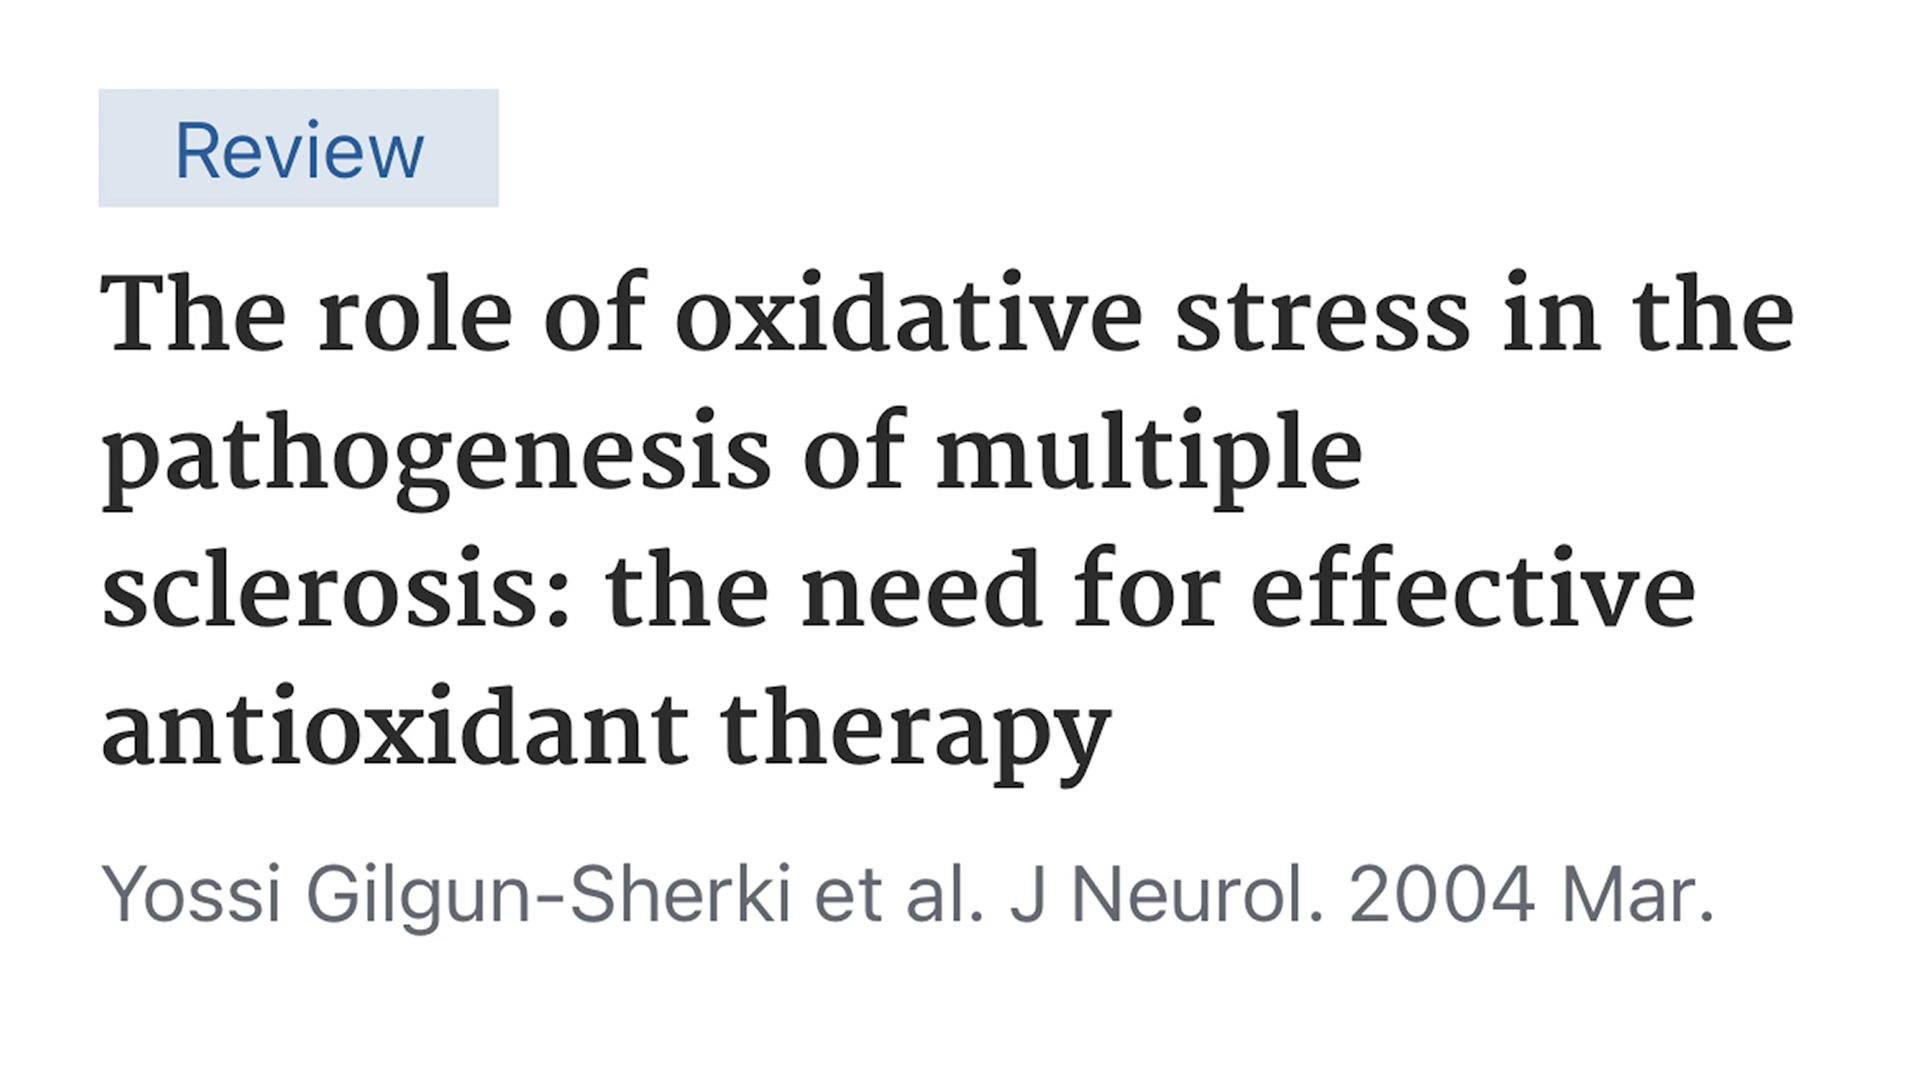 Review
The role of oxidative stress in the
pathogenesis of multiple
sclerosis: the need for effective
antioxidant therapy
Yossi Gilgun-Sherki et al. J Neurol. 2004 Mar.